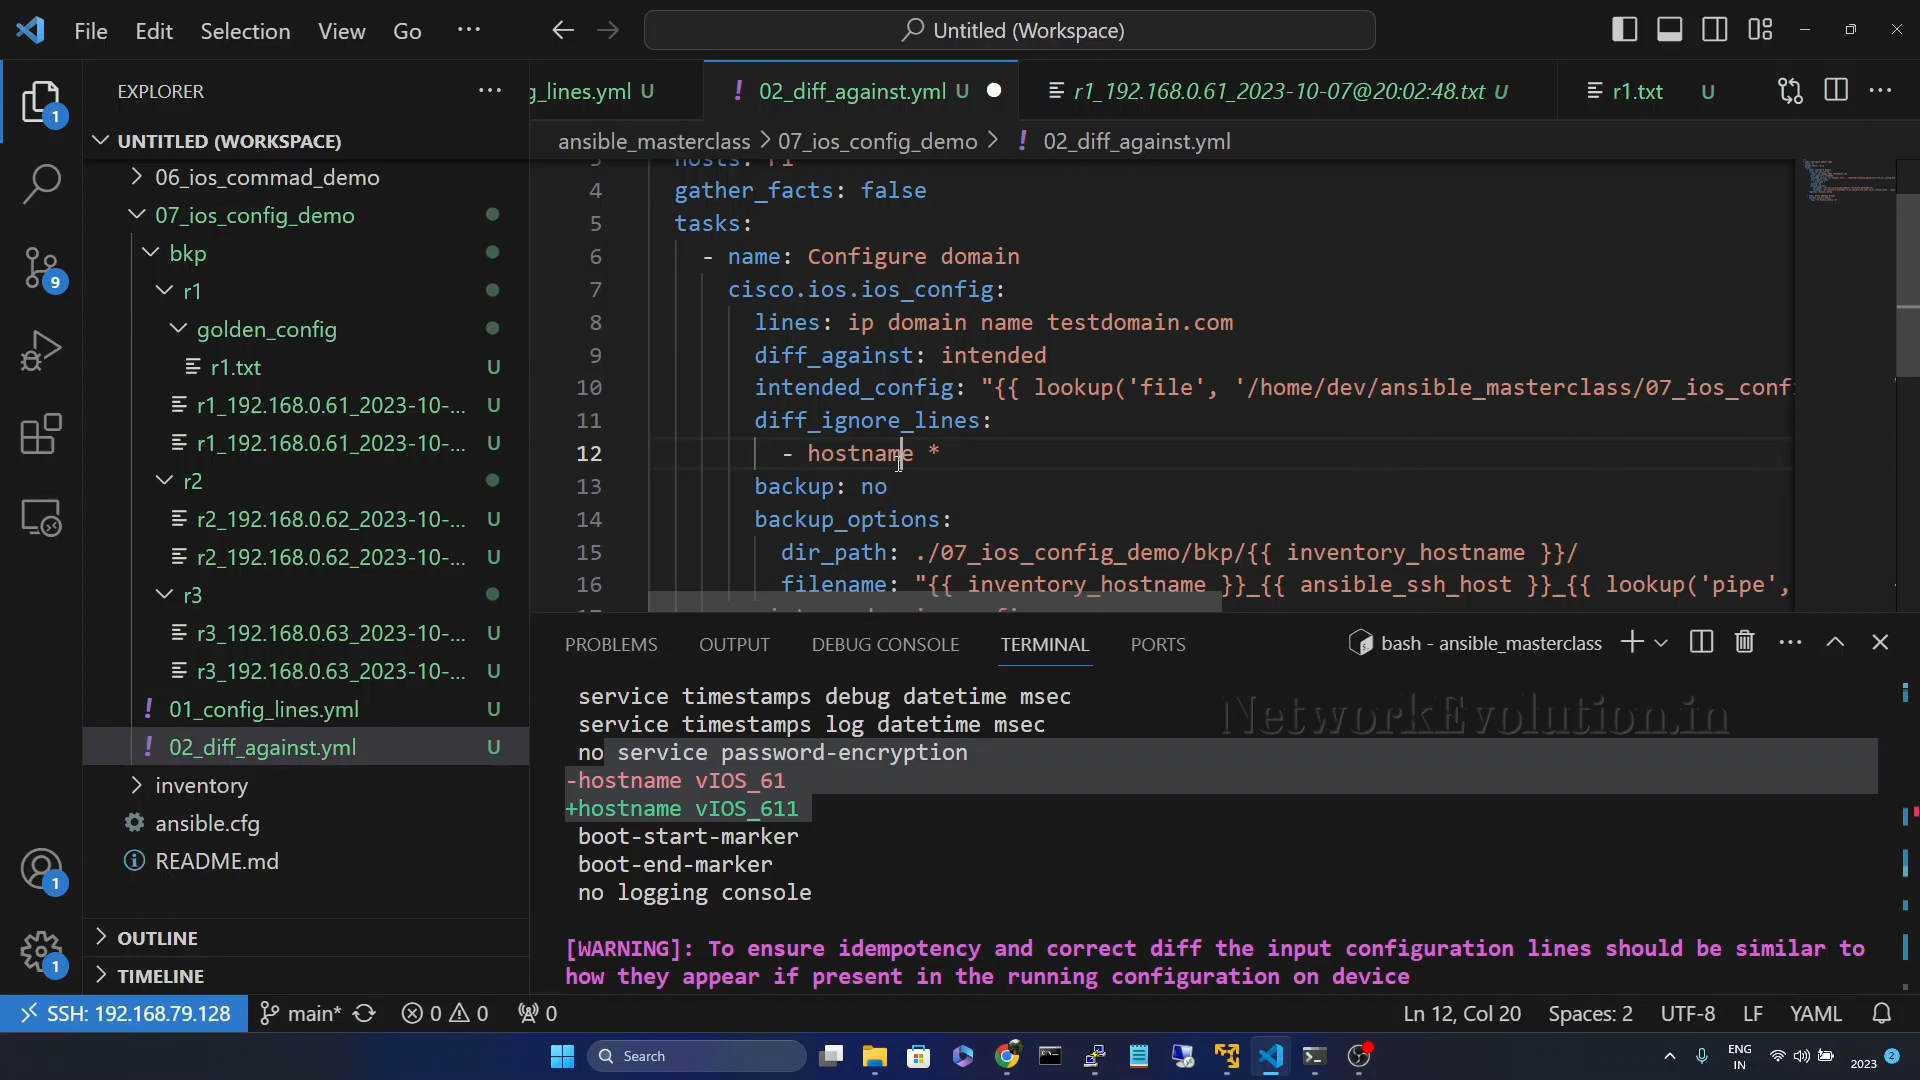 File Edit Selection View Go ... Untitled (Workspace)
EXPLORER ...
UNTITLED (WORKSPACE)
06_ios_commad_demo
07_ios_config_demo
bkp
r1
golden_config
r1.txt U
r1_192.168.0.61_2023-10-... U
r1_192.168.0.61_2023-10-... U
r2
r2_192.168.0.62_2023-10-... U
r2_192.168.0.62_2023-10-... U
r3
r3_192.168.0.63_2023-10-... U
r3_192.168.0.63_2023-10-... U
01_config_lines.yml U
02_diff_against.yml U
inventory
ansible.cfg
README.md
OUTLINE
TIMELINE
g_lines.yml U 02_diff_against.yml U r1_192.168.0.61_2023-10-07@20:02:48.txt U r1.txt U
ansible_masterclass > 07_ios_config_demo > ! 02_diff_against.yml
3 hosts: r1
4 gather_facts: false
5 tasks:
6 - name: Configure domain
7 cisco.ios.ios_config:
8 lines: ip domain name testdomain.com
9 diff_against: intended
10 intended_config: "{{ lookup('file', '/home/dev/ansible_masterclass/07_ios_confi
11 diff_ignore_lines:
12 - hostname *
13 backup: no
14 backup_options:
15 dir_path: ./07_ios_config_demo/bkp/{{ inventory_hostname }}/
16 filename: "{{ inventory_hostname }}_{{ ansible_ssh_host }}_{{ lookup('pipe',
PROBLEMS OUTPUT DEBUG CONSOLE TERMINAL PORTS bash - ansible_masterclass
service timestamps debug datetime msec
service timestamps log datetime msec
no service password-encryption
-hostname vIOS_61
+hostname vIOS_611
boot-start-marker
boot-end-marker
no logging console
[WARNING]: To ensure idempotency and correct diff the input configuration lines should be similar to
how they appear if present in the running configuration on device
NetworkEvolution.in
1
9
1
1
SSH: 192.168.79.128 main* 0 0 0 Ln 12, Col 20 Spaces: 2 UTF-8 LF YAML
Search ENG
IN 2023 2